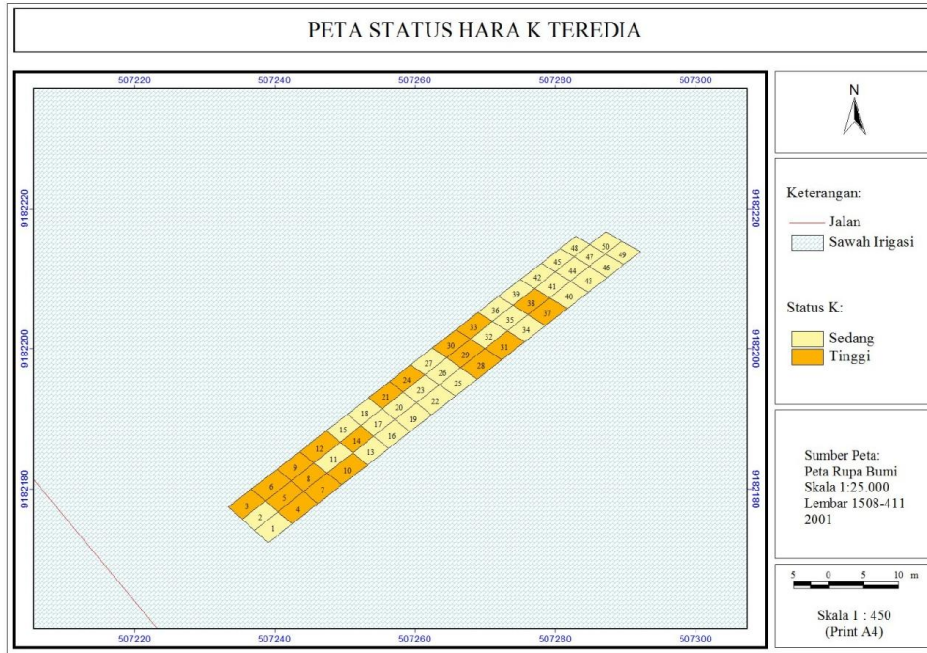 PETA STATUS HARA K TEREDIA
507220 507240 507260 507280 507300
9182220
9182200
9182180
9182220
9182200
9182180
48 50
45 47 49
42 44 46
39 41 43
36 38 40
33 35 37
30 32 34
27 29 31
24 26 28
21 23 25
18 20 22
15 17 19
12 14 16
9 11 13
6 8 10
3 5 7
2 4
1
507220 507240 507260 507280 507300
N
Keterangan:
Jalan
Sawah Irigasi
Status K:
Sedang
Tinggi
Sumber Peta:
Peta Rupa Bumi
Skala 1:25.000
Lembar 1508-411
2001
5 0 5 10 m
Skala 1 : 450
(Print A4)